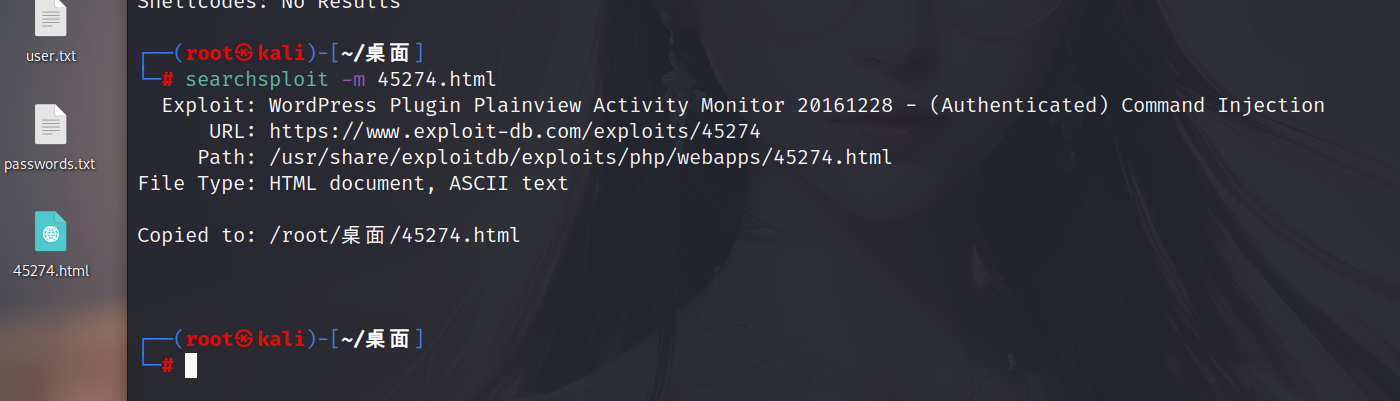 Shellcodes: No Results
user.txt
┌──(root㉿kali)-[~/桌面]
└─# searchsploit -m 45274.html
Exploit: WordPress Plugin Plainview Activity Monitor 20161228 - (Authenticated) Command Injection
URL: https://www.exploit-db.com/exploits/45274
Path: /usr/share/exploitdb/exploits/php/webapps/45274.html
File Type: HTML document, ASCII text
passwords.txt
Copied to: /root/桌面/45274.html
45274.html
┌──(root㉿kali)-[~/桌面]
└─#